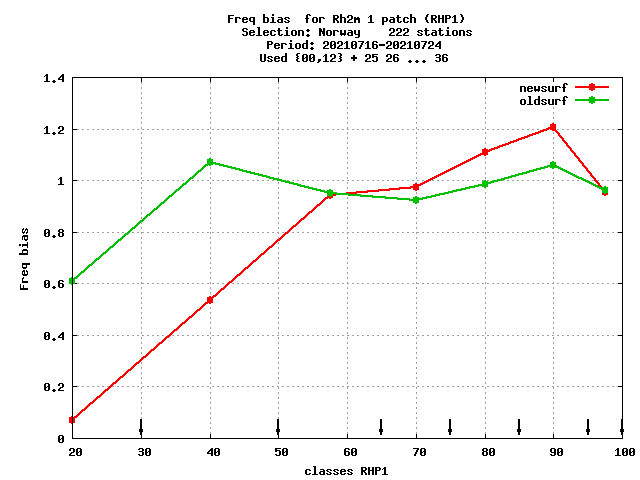 Freq bias  for Rh2m 1 patch (RHP1)
Selection: Norway    222 stations
Period: 20210716-20210724
Used {00,12} + 25 26 ... 36
newsurf
oldsurf
1.4
1.2
1
0.8
0.6
0.4
0.2
0
Freq bias
20 30 40 50 60 70 80 90 100
classes RHP1